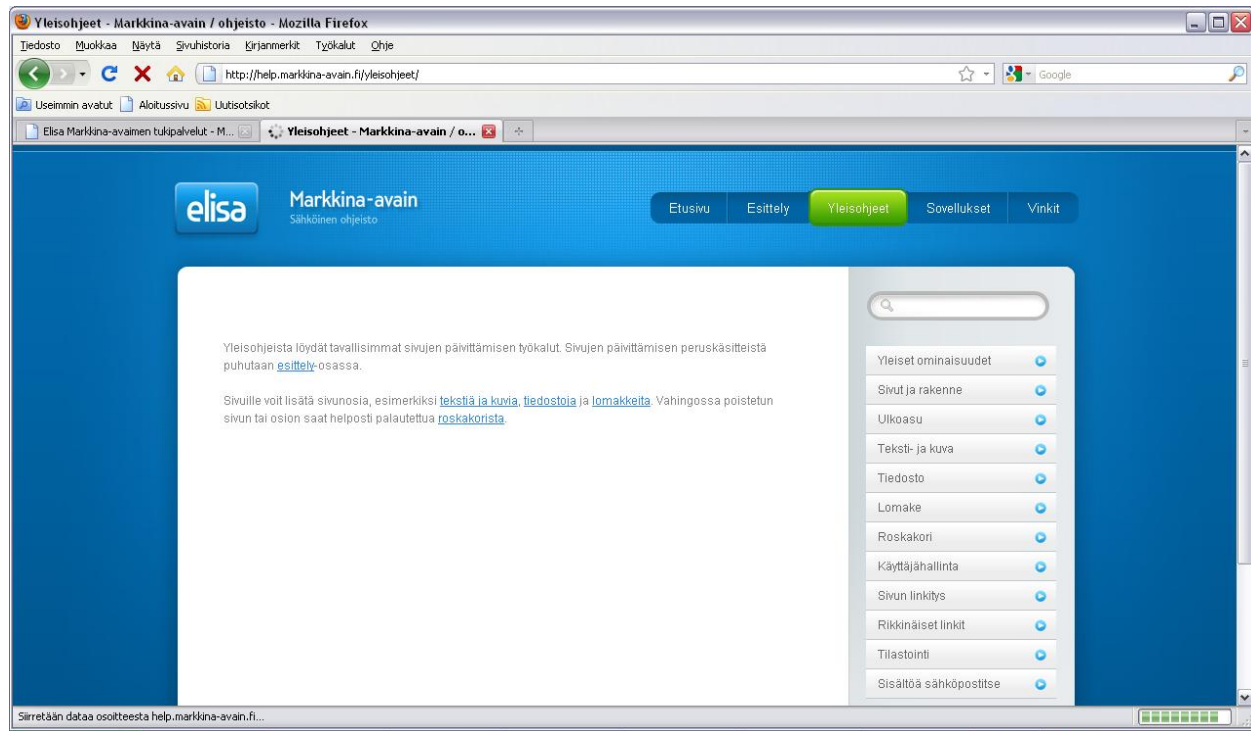 Yleisohjeet - Markkina-avain / ohjeisto - Mozilla Firefox
Tiedosto Muokkaa Näytä Sivuhistoria Kirjanmerkit Työkalut Ohje
http://help.markkina-avain.fi/yleisohjeet/ Google
Useimmin avatut Aloitussivu Uutisotsikot
Elisa Markkina-avaimen tukipalvelut - M... Yleisohjeet - Markkina-avain / o...
elisa
Markkina-avain
Sähköinen ohjeisto
Etusivu Esittely Yleisohjeet Sovellukset Vinkit
Yleisohjeista löydät tavallisimmat sivujen päivittämisen työkalut. Sivujen päivittämisen peruskäsitteistä
puhutaan esittely-osassa.
Sivuille voit lisätä sivunosia, esimerkiksi tekstiä ja kuvia, tiedostoja ja lomakkeita. Vahingossa poistetun
sivun tai osion saat helposti palautettua roskakorista.
Yleiset ominaisuudet
Sivut ja rakenne
Ulkoasu
Teksti- ja kuva
Tiedosto
Lomake
Roskakori
Käyttäjähallinta
Sivun linkitys
Rikkinäiset linkit
Tilastointi
Sisältöä sähköpostitse
Siirretään dataa osoitteesta help.markkina-avain.fi...